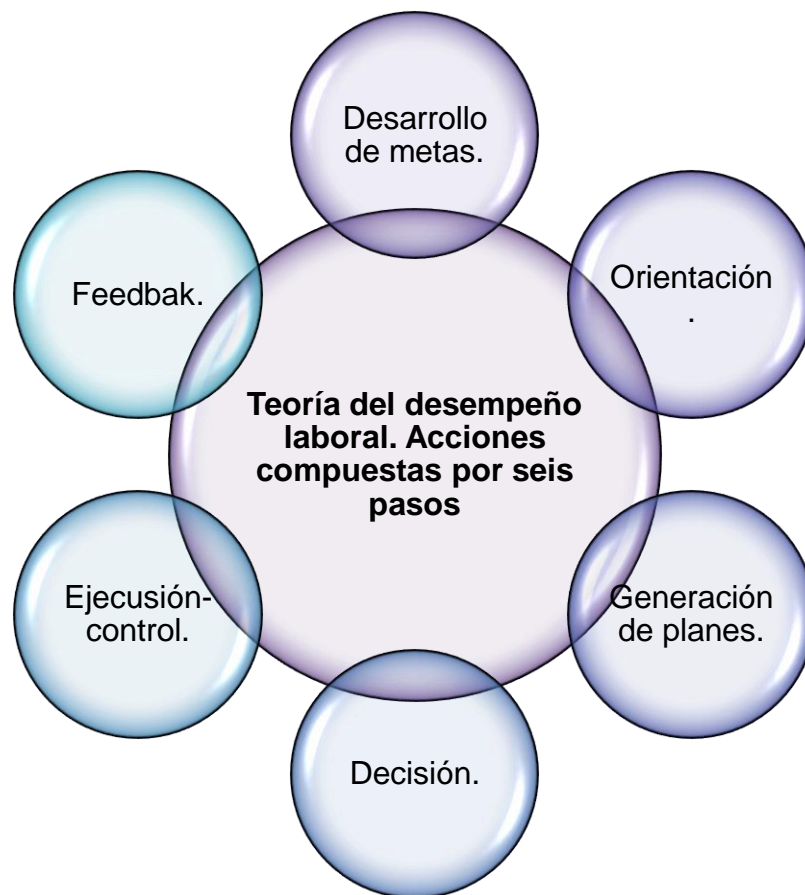 Desarrollo
de metas.
Orientación
.
Generación
de planes.
Decisión.
Ejecusión-
control.
Feedbak.
Teoría del desempeño
laboral. Acciones
compuestas por seis
pasos